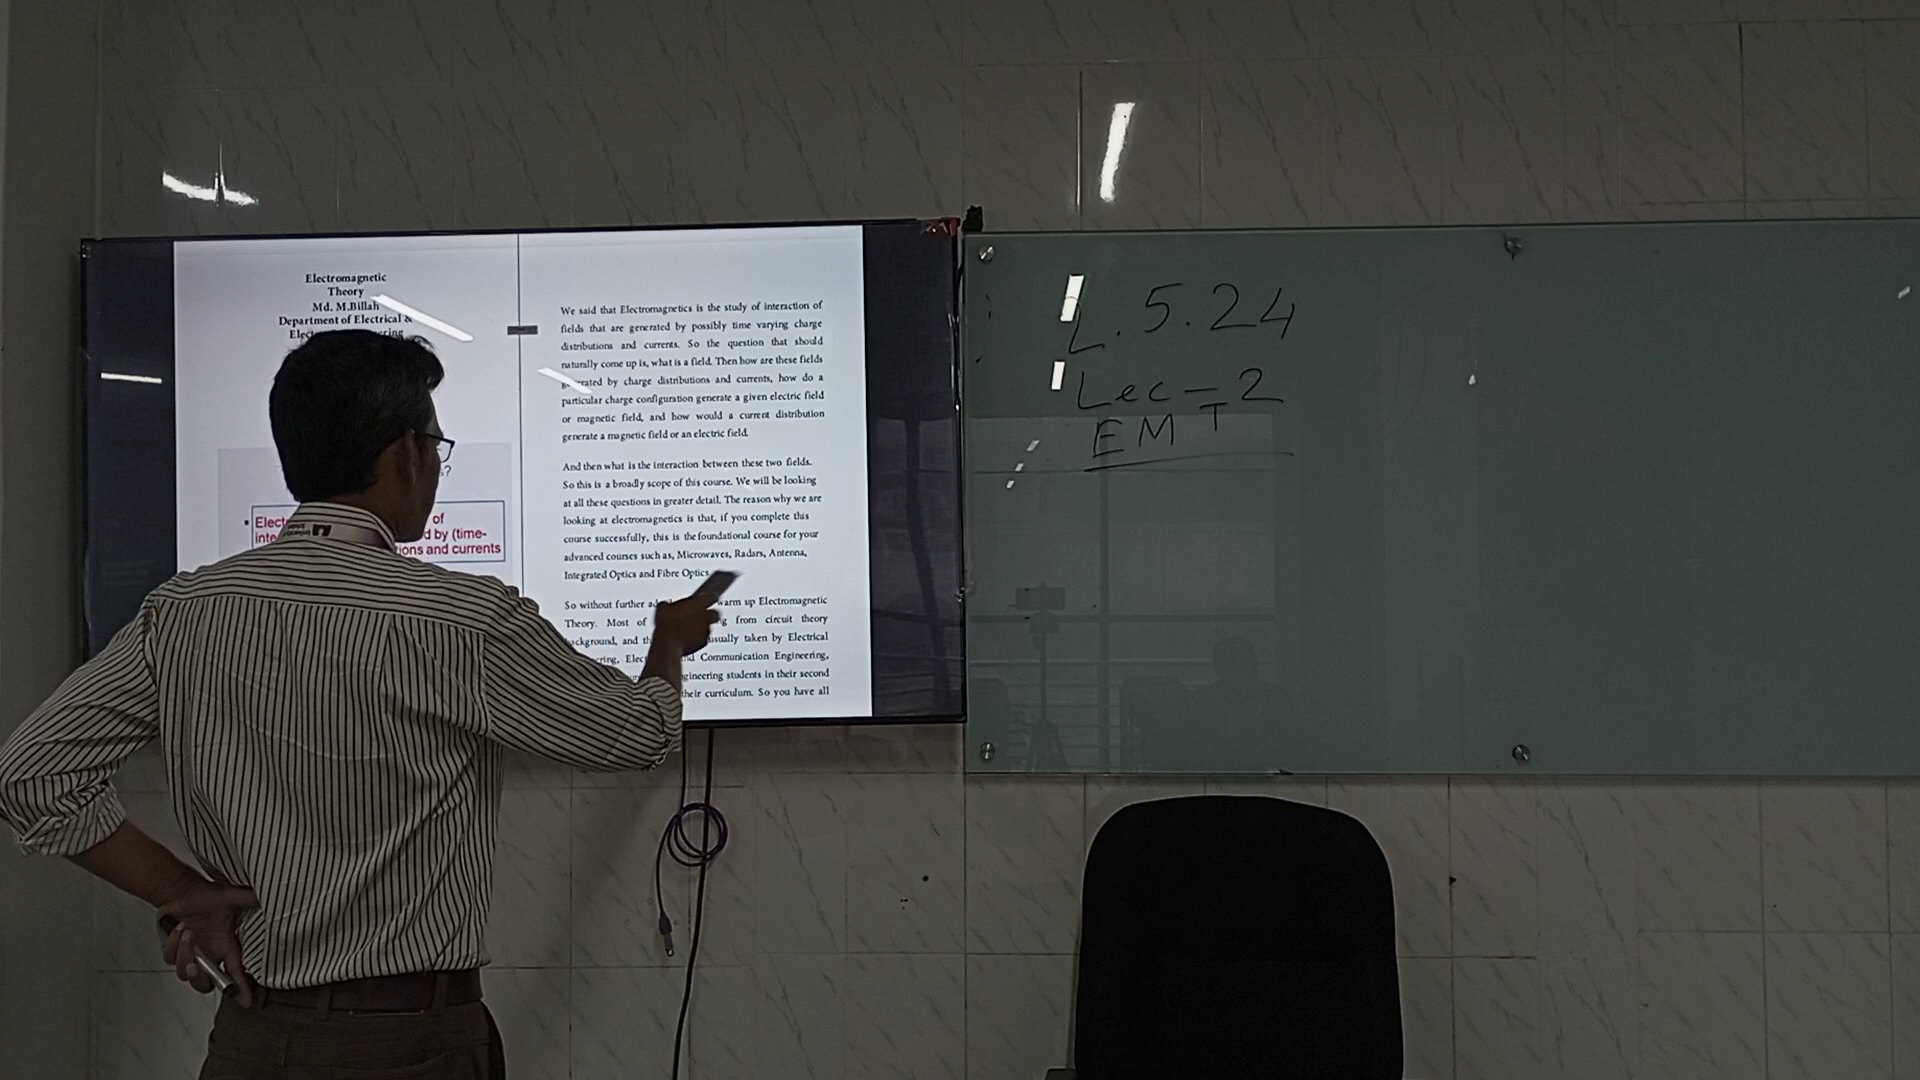 Electromagnetic
Theory
Md. M.Billah
Department of Electrical &
We said that Electromagnetics is the study of interaction of
fields that are generated by possibly time varying charge
distributions and currents. So the question that should
naturally come up is, what is a field. Then how are these fields
generated by charge distributions and currents, how do a
particular charge configuration generate a given electric field
or magnetic field, and how would a current distribution
generate a magnetic field or an electric field.
And then what is the interaction between these two fields.
So this is a broadly scope of this course. We will be looking
at all these questions in greater detail. The reason why we are
looking at electromagnetics is that, if you complete this
course successfully, this is the foundational course for your
advanced courses such as, Microwaves, Radars, Antenna,
Integrated Optics and Fibre Optics.
So without further warm up Electromagnetic
Theory. Most of from circuit theory
background, and usually taken by Electrical
Communication Engineering,
students in their second
their curriculum. So you have all
of
by (time-
and currents
.5.24
Lec-2
EMT